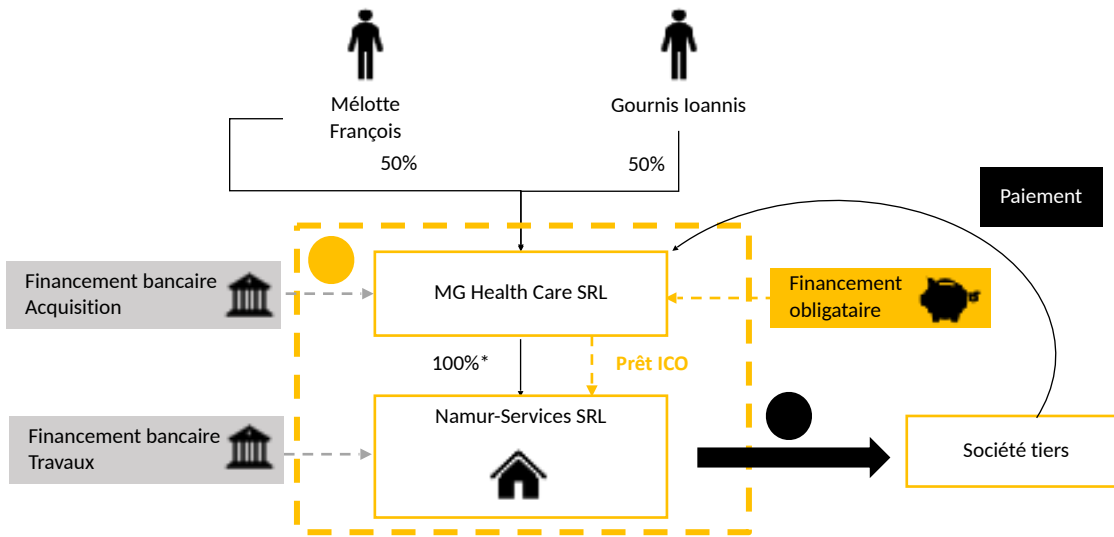 Mélotte
François
Gournis Ioannis
50%
50%
Paiement
Financement bancaire
Acquisition
MG Health Care SRL
Financement
obligataire
100%*
Prêt ICO
Financement bancaire
Travaux
Namur-Services SRL
Société tiers